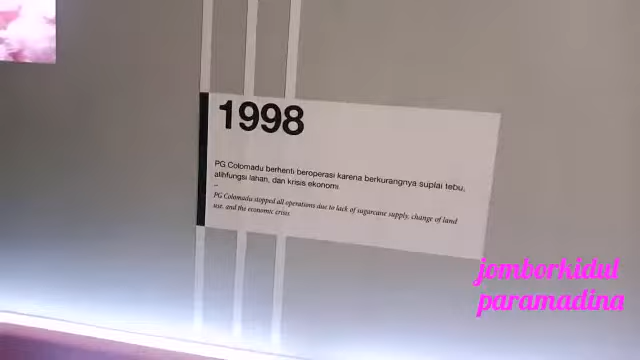 1998
PG Colomadu berhenti beroperasi karena berkurangnya suplai tebu,
alihfungsi lahan, dan krisis ekonomi.
–
PG Colomadu stopped all operations due to lack of sugarcane supply, change of land
use, and the economic crisis.
jomborkidul
paramadina